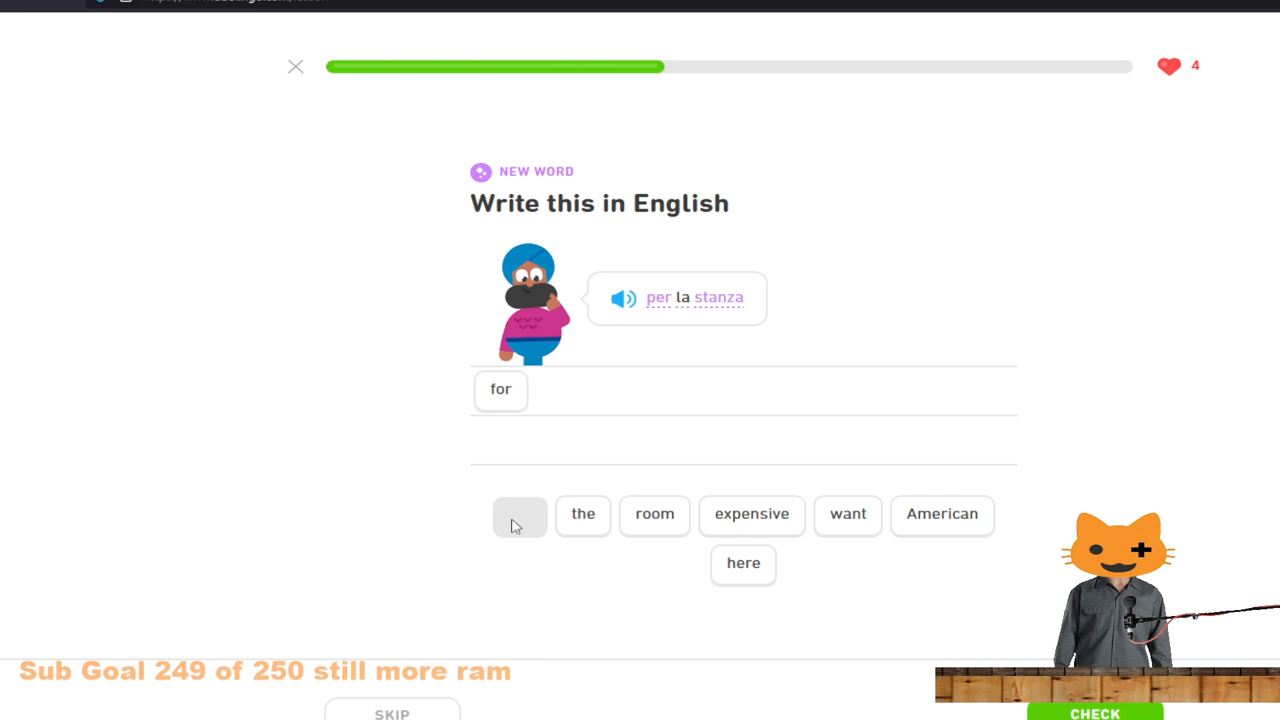 4
NEW WORD
Write this in English
per la stanza
for
the room expensive want American
here
Sub Goal 249 of 250 still more ram
SKIP
CHECK